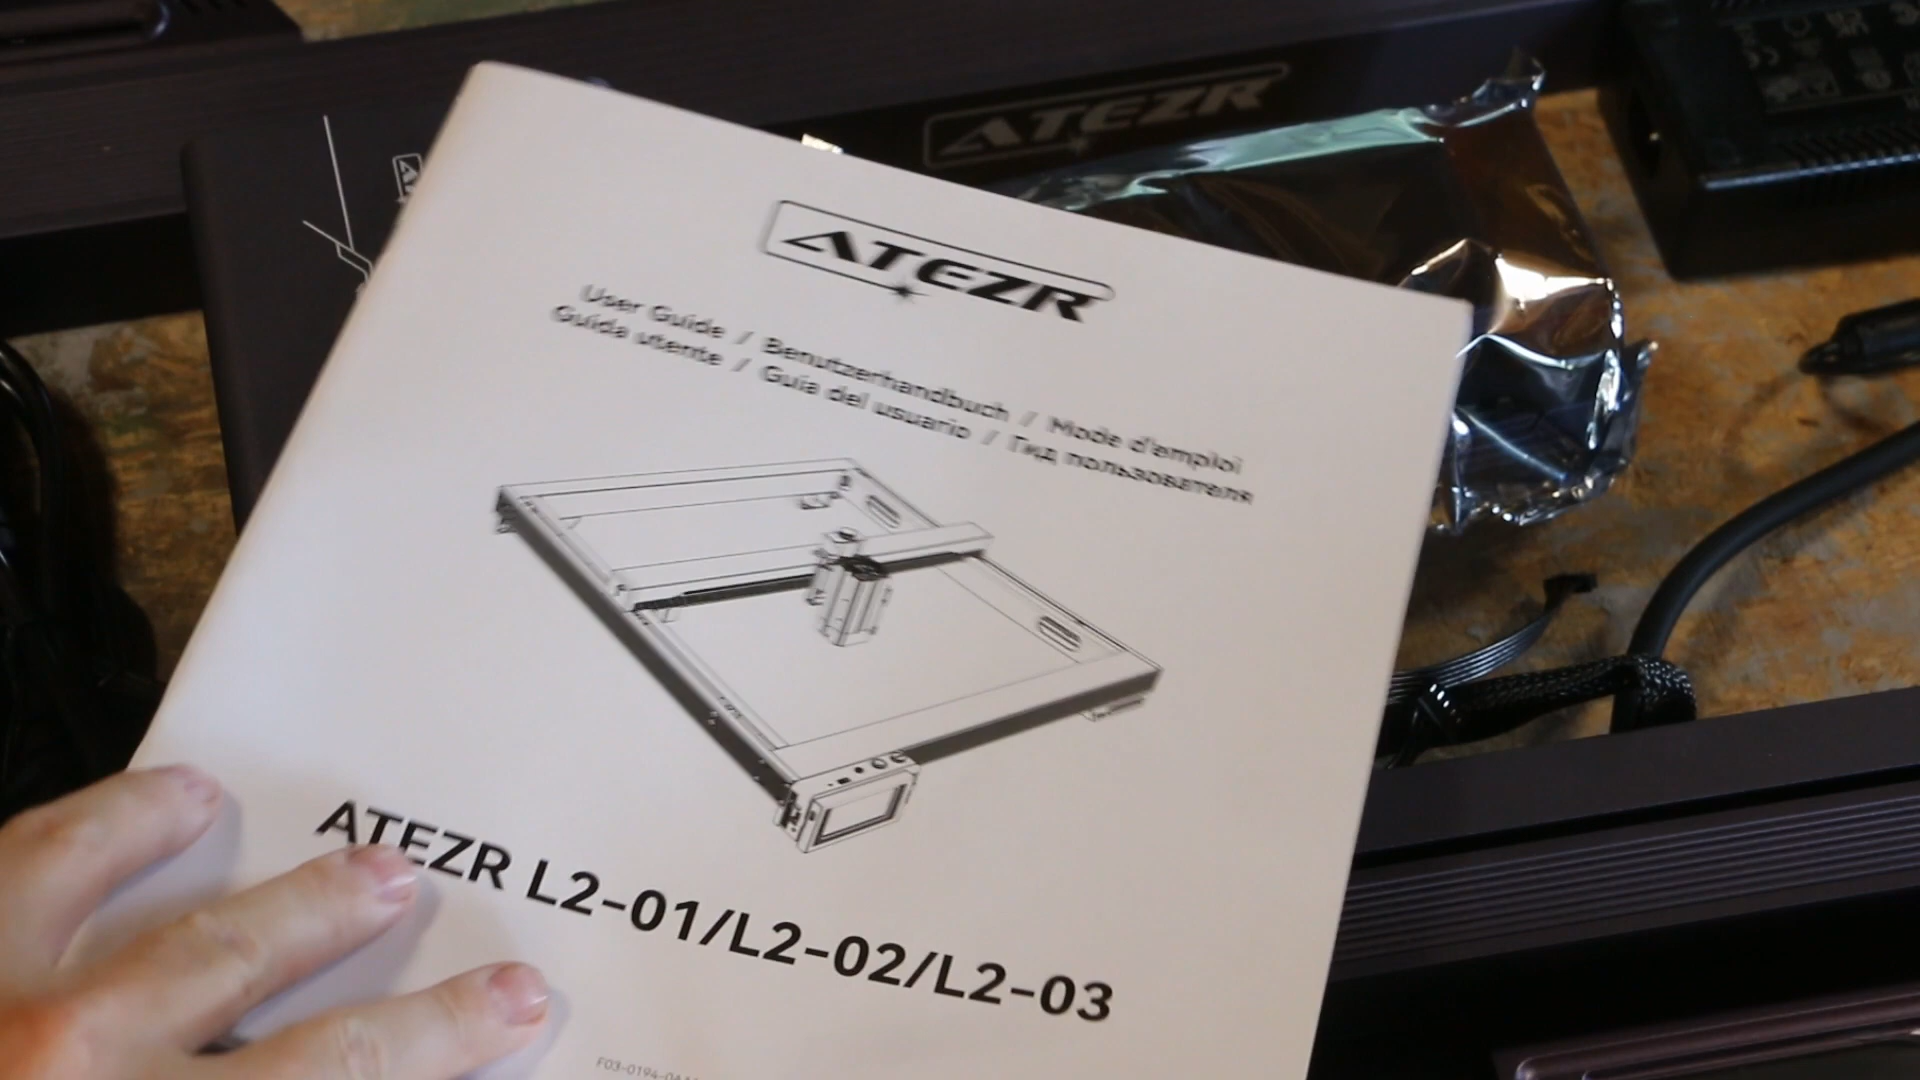 ATEZR
ATEZR
User Guide / Benutzerhandbuch / Mode d'emploi
Guida utente / Guía del usuario / Гид пользователя
ATEZR L2-01/L2-02/L2-03